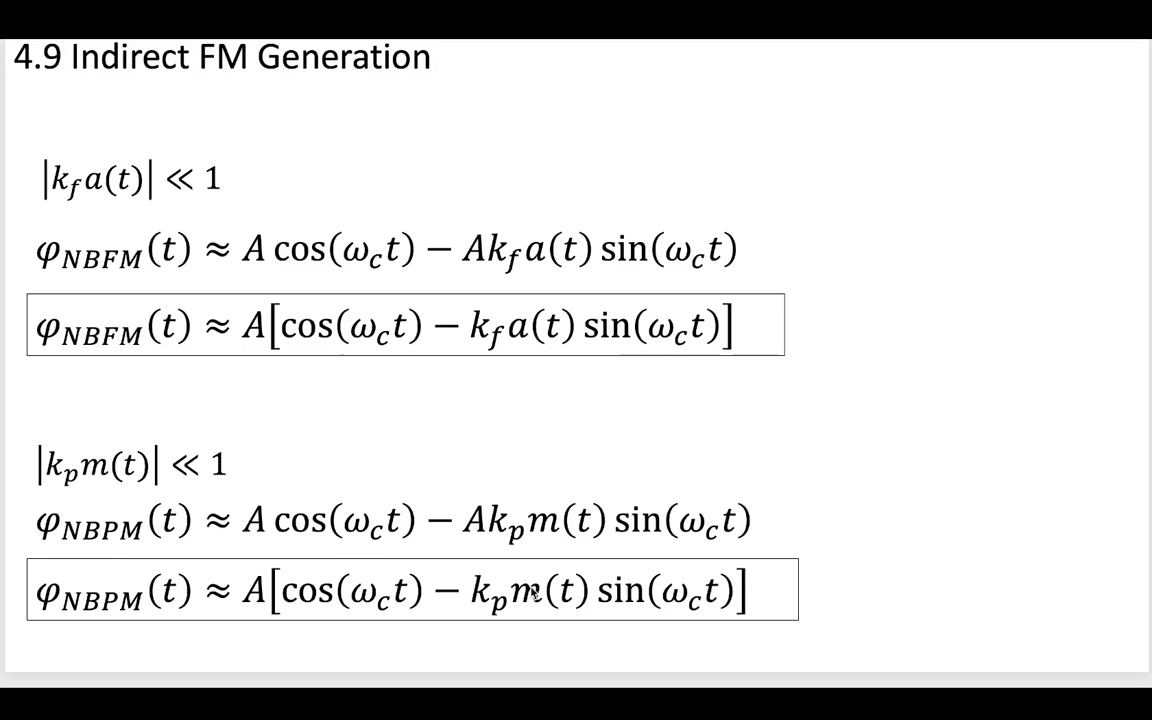 4.9 Indirect FM Generation
|k_f a(t)| ≪ 1
φ_NBFM(t) ≈ A cos(ω_c t) − A k_f a(t) sin(ω_c t)
φ_NBFM(t) ≈ A[cos(ω_c t) − k_f a(t) sin(ω_c t)]
|k_p m(t)| ≪ 1
φ_NBPM(t) ≈ A cos(ω_c t) − A k_p m(t) sin(ω_c t)
φ_NBPM(t) ≈ A[cos(ω_c t) − k_p m(t) sin(ω_c t)]